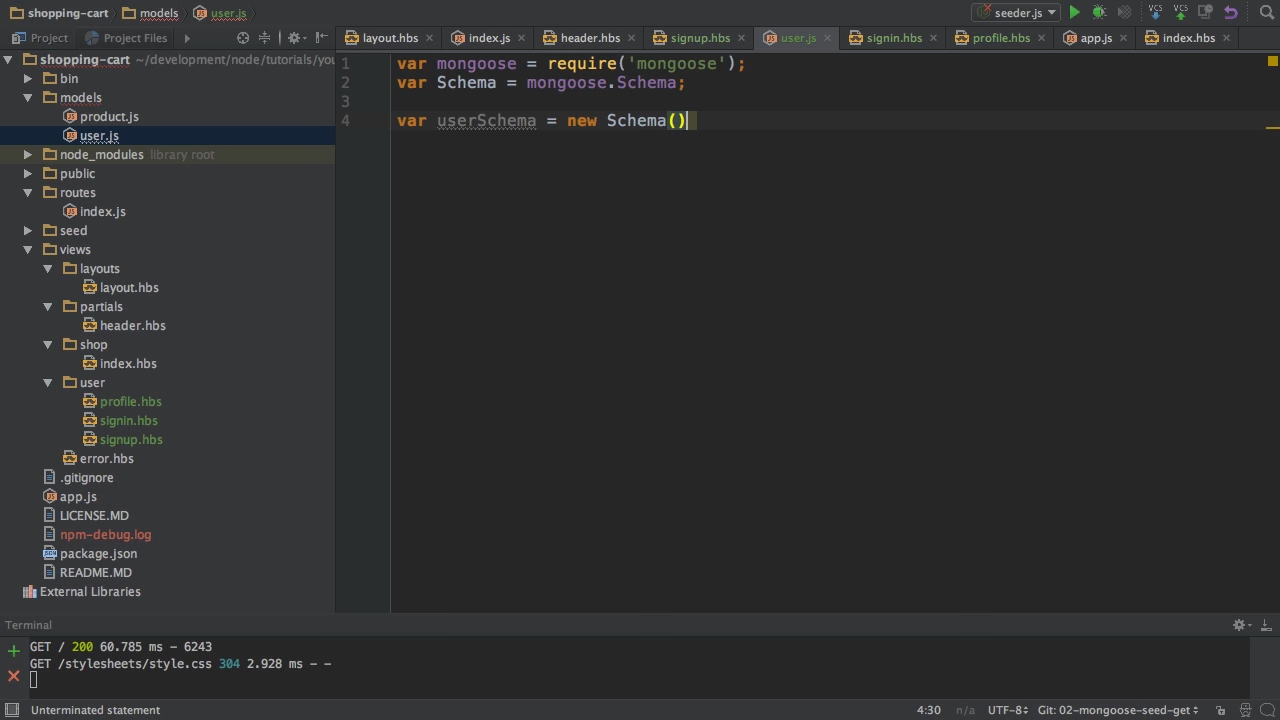 shopping-cart models user.js seeder.js VCS VCS
Project Project Files
layout.hbs index.js header.hbs signup.hbs user.js signin.hbs profile.hbs app.js index.hbs
shopping-cart ~/development/node/tutorials/you
bin
models
product.js
user.js
node_modules library root
public
routes
index.js
seed
views
layouts
layout.hbs
partials
header.hbs
shop
index.hbs
user
profile.hbs
signin.hbs
signup.hbs
error.hbs
.gitignore
app.js
LICENSE.MD
npm-debug.log
package.json
README.MD
External Libraries
1 var mongoose = require('mongoose');
2 var Schema = mongoose.Schema;
3
4 var userSchema = new Schema()
Terminal
GET / 200 60.785 ms - 6243
GET /stylesheets/style.css 304 2.928 ms - -
Unterminated statement 4:30 n/a UTF-8 Git: 02-mongoose-seed-get